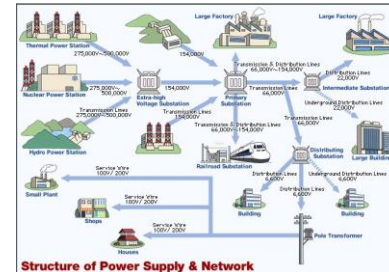 Thermal Power Station
275,000V~500,000V
154,000V
Large Factory
Large Factory
Nuclear Power Station
275,000V~
500,000V
Extra-high
Voltage Substation
154,000V
Transmission & Distribution Lines
66,000V~154,000V
Primary
Substation
Distribution Lines
22,000V
Intermediate Substation
Transmission Lines
275,000V~500,000V
Transmission Lines
154,000V
Transmission Lines
66,000V
Underground Distribution Lines
22,000V
Hydro Power Station
Transmission & Distribution Lines
66,000V~154,000V
Railroad Substation
Distributing Substation
Large Building
Service Wire
100V/ 200V
Small Plant
Distribution Lines
6,600V
Underground Distribution Lines
6,600V
Service Wire
100V/ 200V
Shops
Building
Distribution Lines
6,600V
Building
Service Wire
100V/ 200V
Houses
Pole Transformer
Structure of Power Supply & Network